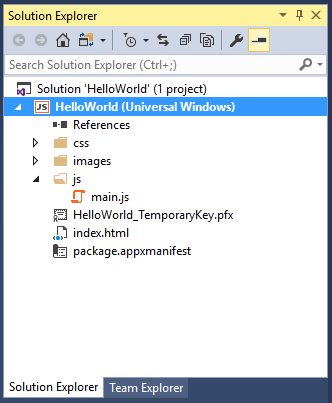 Solution Explorer
Search Solution Explorer (Ctrl+;)
Solution 'HelloWorld' (1 project)
JS HelloWorld (Universal Windows)
References
css
images
js
main.js
HelloWorld_TemporaryKey.pfx
index.html
package.appxmanifest
Solution Explorer Team Explorer